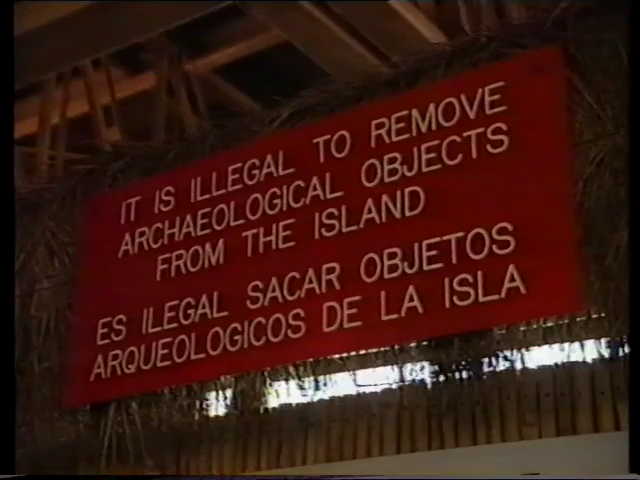 IT IS ILLEGAL TO REMOVE
ARCHAEOLOGICAL OBJECTS
FROM THE ISLAND
ES ILEGAL SACAR OBJETOS
ARQUEOLOGICOS DE LA ISLA